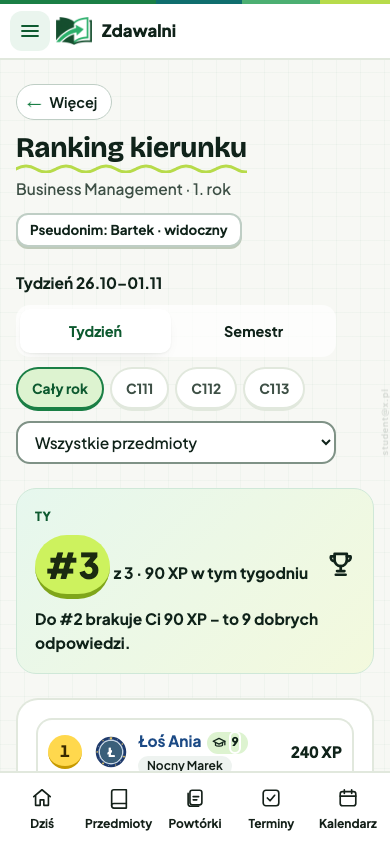 Zdawalni
← Więcej
Ranking kierunku
Business Management · 1. rok
Pseudonim: Bartek · widoczny
Tydzień 26.10–01.11
Tydzień Semestr
Cały rok C111 C112 C113
Wszystkie przedmioty
student@x.pl
TY
#3 z 3 · 90 XP w tym tygodniu
Do #2 brakuje Ci 90 XP – to 9 dobrych
odpowiedzi.
1 Ł Łoś Ania 9 240 XP
Nocny Marek
Dziś Przedmioty Powtórki Terminy Kalendarz